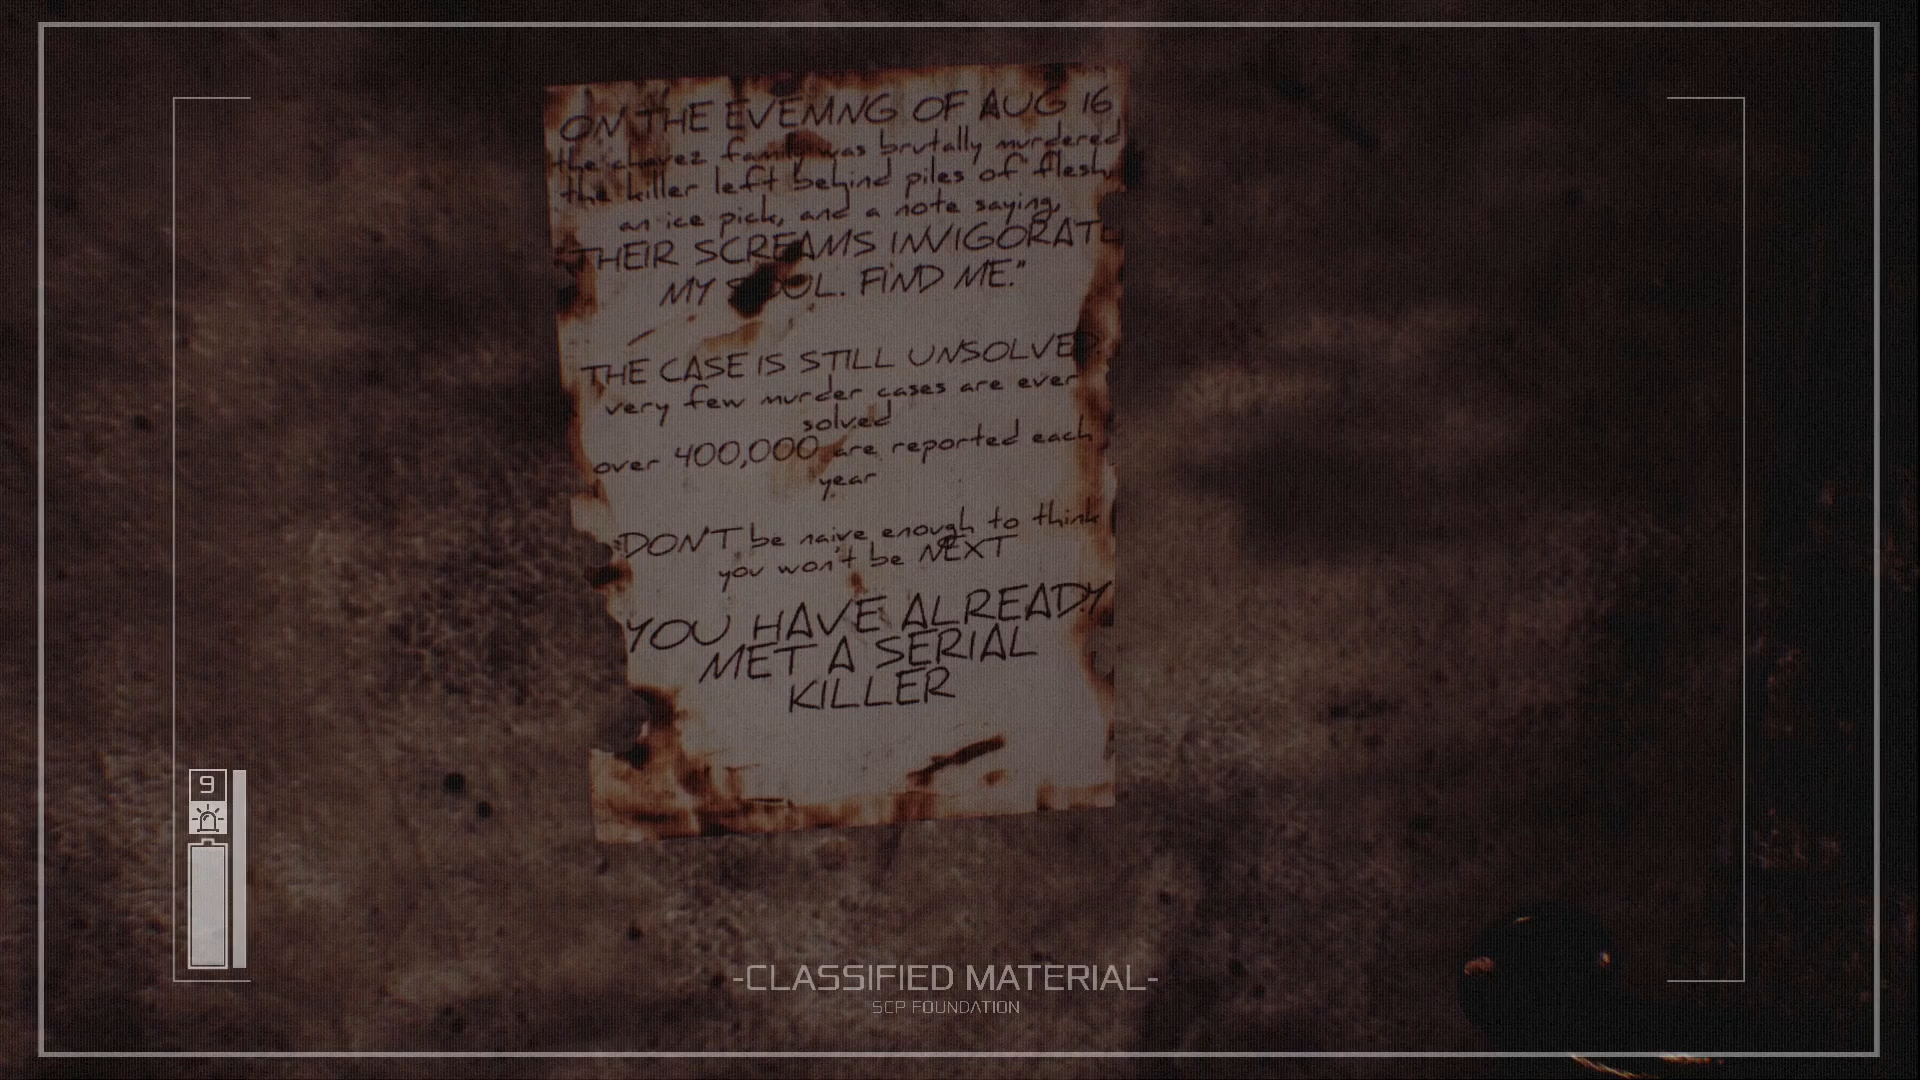 ON THE EVEMNG OF AUG 16
the chavez family was brutally murdered
the killer left behind piles of flesh,
an ice pick, and a note saying,
"THEIR SCREAMS INVIGORATE
MY SOUL. FIND ME."
THE CASE IS STILL UNSOLVED.
very few murder cases are ever
solved
over 400,000 are reported each
year
DON'T be naive enough to think
you won't be NEXT
YOU HAVE ALREADY
MET A SERIAL
KILLER
9
-CLASSIFIED MATERIAL-
SCP FOUNDATION